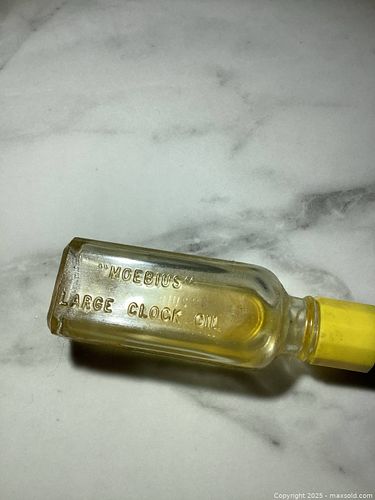 "MOEBIUS"
LARGE CLOCK OIL
Copyright 2025 - maxsold.com